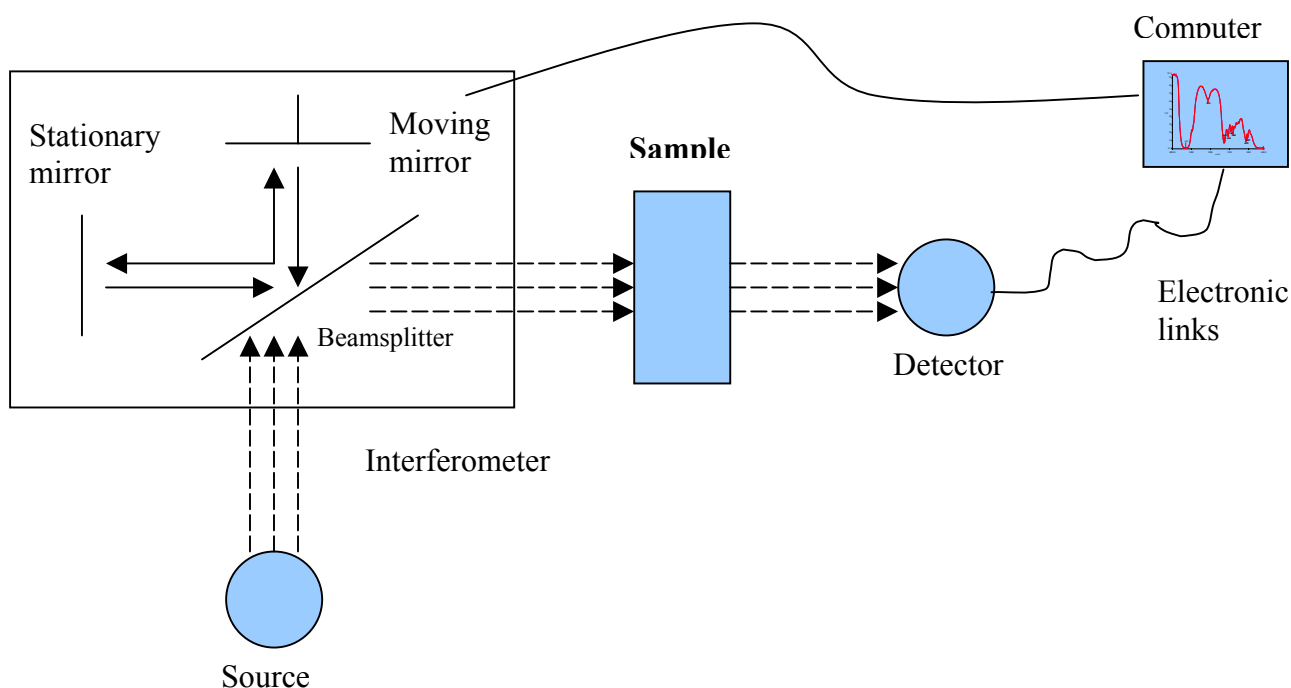 Computer
Stationary
mirror
Moving
mirror
Sample
Beamsplitter
Electronic
links
Detector
Interferometer
Source